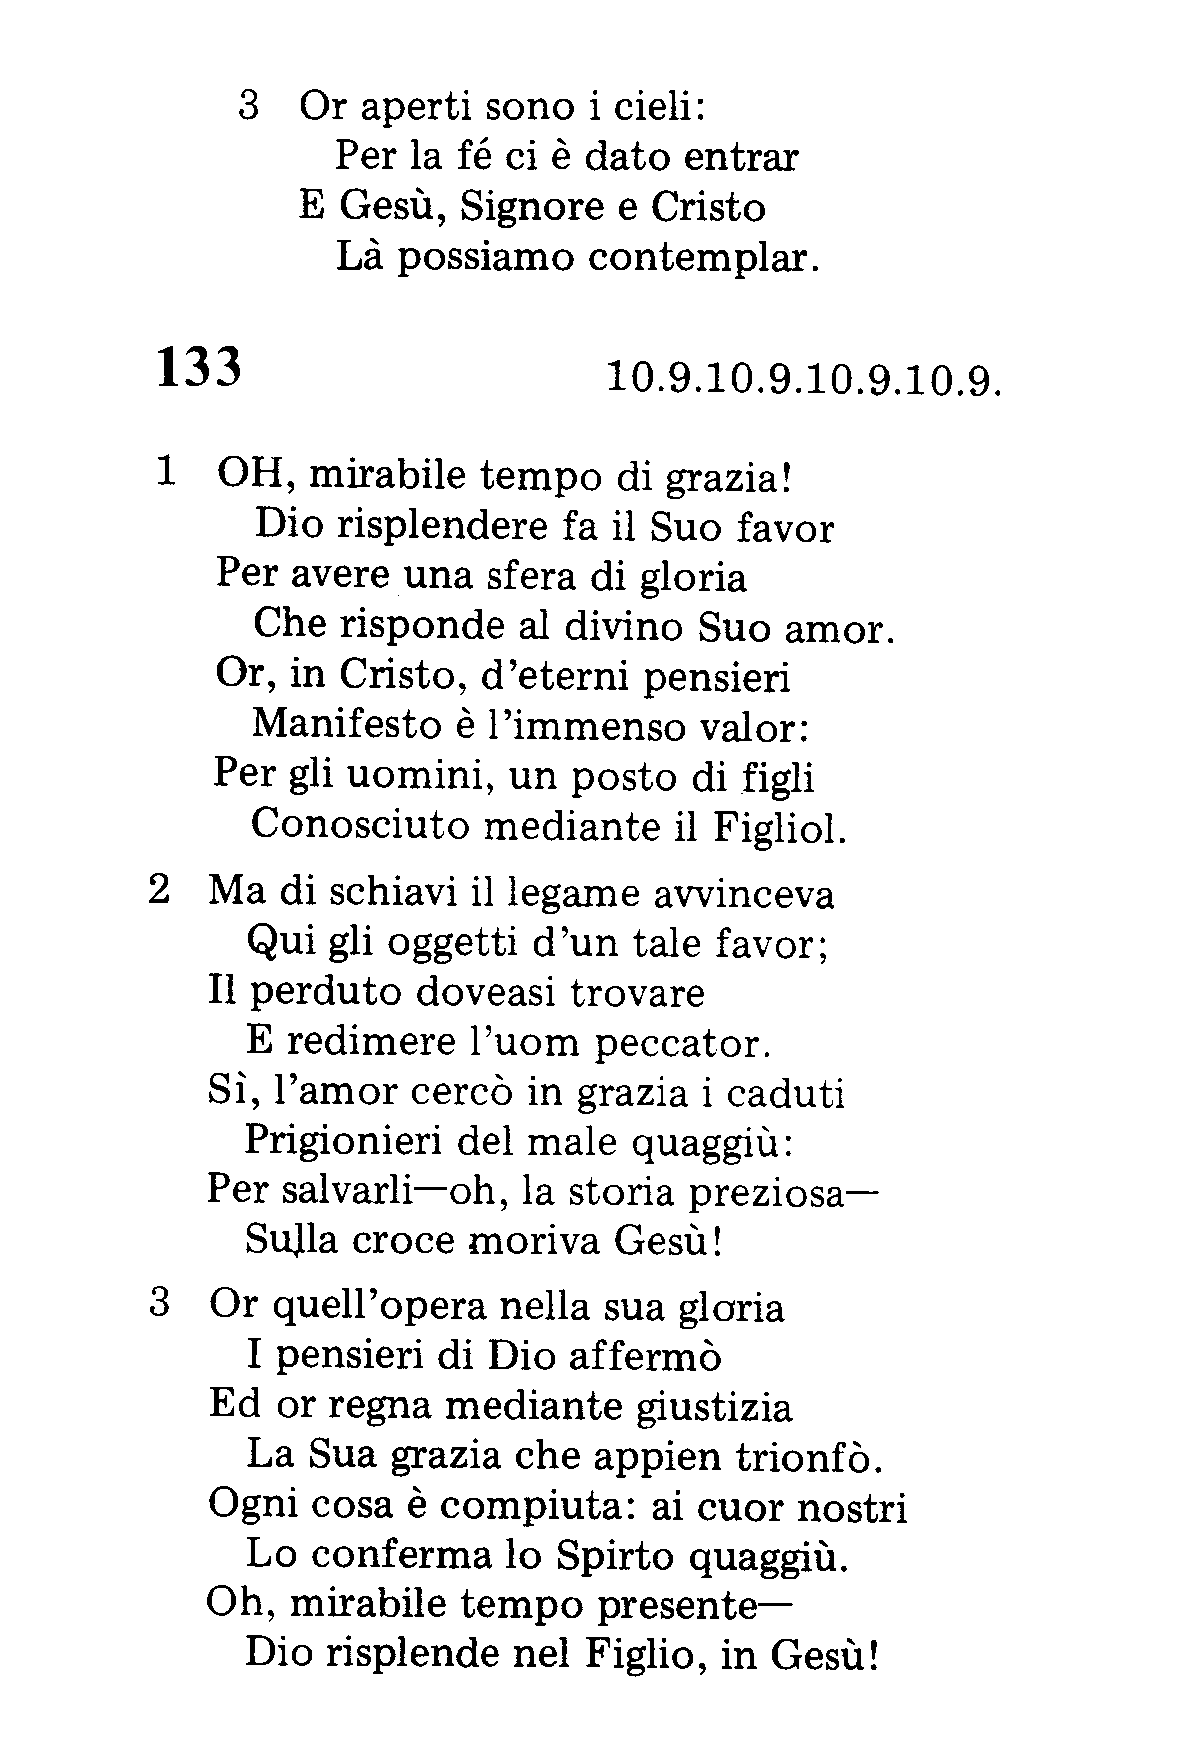 3 Or aperti sono i cieli:
Per la fé ci è dato entrar
E Gesù, Signore e Cristo
Là possiamo contemplar.
133 10.9.10.9.10.9.10.9.
1 OH, mirabile tempo di grazia!
Dio risplendere fa il Suo favor
Per avere una sfera di gloria
Che risponde al divino Suo amor.
Or, in Cristo, d’eterni pensieri
Manifesto è l’immenso valor:
Per gli uomini, un posto di figli
Conosciuto mediante il Figliol.
2 Ma di schiavi il legame avvinceva
Qui gli oggetti d’un tale favor;
Il perduto doveasi trovare
E redimere l’uom peccator.
Sì, l’amor cercò in grazia i caduti
Prigionieri del male quaggiù:
Per salvarli—oh, la storia preziosa—
Sulla croce moriva Gesù!
3 Or quell’opera nella sua gloria
I pensieri di Dio affermò
Ed or regna mediante giustizia
La Sua grazia che appien trionfò.
Ogni cosa è compiuta: ai cuor nostri
Lo conferma lo Spirto quaggiù.
Oh, mirabile tempo presente—
Dio risplende nel Figlio, in Gesù!